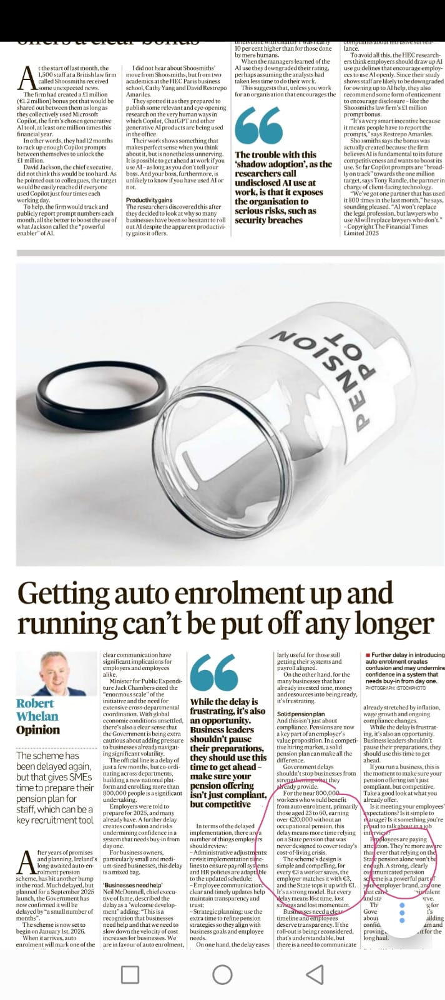 A
t the start of last month, the
1,500 staff at a British law firm
called Shoosmiths received
some unexpected news.
The firm had created a £1 million
(€1.2 million) bonus pot that would be
shared out between them as long as
they collectively used Microsoft
Copilot, the firm's chosen generative
AI tool, at least one million times this
financial year.
In other words, they had 12 months
to rack up enough Copilot prompts
between themselves to unlock the
£1 million.
David Jackson, the chief executive,
did not think this would be too hard. As
he pointed out to colleagues, the target
would be easily reached if everyone
used Copilot just four times each
working day.
To help, the firm would track and
publicly report prompt numbers each
month, all the better to boost the use of
what Jackson called the "powerful
enabler" of AI.
I did not hear about Shoosmiths'
move from Shoosmiths, but from two
academics at the HEC Paris business
school, Cathy Yang and David Restrepo
Amariles.
They spotted it as they prepared to
publish some relevant and eye-opening
research on the very human ways in
which Copilot, ChatGPT and other
generative AI products are being used
in the office.
Their work shows something that
makes perfect sense when you think
about it, but is nonetheless unnerving.
It is possible to get ahead at work if you
use AI – as long as you don't tell your
boss. And your boss, furthermore, is
unlikely to know if you have used AI or
not.
Productivity gains
The researchers discovered this after
they decided to look at why so many
businesses have been so hesitant to roll
out AI despite the apparent productivi-
ty gains it offers.
10 per cent higher than for those done
by mere humans.
When the managers learned of the
AI use they downgraded their rating,
perhaps assuming the analysts had
taken less time to do their work.
This suggests that, unless you work
for an organisation that encourages the
The trouble with this
'shadow adoption', as the
researchers call
undisclosed AI use at
work, is that it exposes
the organisation to
serious risks, such as
security breaches
lance.
To avoid all this, the HEC research-
ers think employers should draw up AI
use guidelines that encourage employ-
ees to use AI openly. Since their study
shows staff are likely to be downgraded
for owning up to AI help, they also
recommend some form of enticement
to encourage disclosure – like the
Shoosmiths law firm's £1 million
prompt bonus.
"It's a very smart incentive because
it means people have to report the
prompts," says Restrepo Amariles.
Shoosmiths says the bonus was
actually created because the firm
believes AI is fundamental to its future
competitiveness and wants to boost its
use. So far Copilot prompts are "broad-
ly on track" towards the one million
target, says Tony Randle, the partner in
charge of client-facing technology.
"We've got one partner that has used
it 800 times in the last month," he says,
sounding pleased. "AI won't replace
the legal profession, but lawyers who
use AI will replace lawyers who don't."
– Copyright The Financial Times
Limited 2025
PENSION
POT
Getting auto enrolment up and
running can't be put off any longer
Robert
Whelan
Opinion
The scheme has
been delayed again,
but that gives SMEs
time to prepare their
pension plan for
staff, which can be a
key recruitment tool
A
fter years of promises
and planning, Ireland's
long-awaited auto-en-
rolment pension
scheme, has hit another bump
in the road. Much delayed, but
planned for a September 2025
launch, the Government has
now confirmed it will be
delayed by "a small number of
months".
The scheme is now set to
begin on January 1st, 2026.
When it arrives, auto
enrolment will mark one of the
clear communication have
significant implications for
employers and employees
alike.
Minister for Public Expendi-
ture Jack Chambers cited the
"enormous scale" of the
initiative and the need for
extensive cross-departmental
coordination. With global
economic conditions unsettled,
there's also a clear sense that
the Government is being extra
cautious about adding pressure
to businesses already navigat-
ing significant volatility.
The official line is a delay of
just a few months, but co-ordi-
nating across departments,
building a new national plat-
form and enrolling more than
800,000 people is a significant
undertaking.
Employers were told to
prepare for 2025, and many
already have. A further delay
creates confusion and risks
undermining confidence in a
system that needs buy-in from
day one.
For business owners,
particularly small and medi-
um-sized businesses, this delay
is a mixed bag.
'Businesses need help'
Neil McDonnell, chief execu-
tive of Isme, described the
delay as a "welcome develop-
ment" adding: "This is a
recognition that businesses
need help and that we need to
slow down the velocity of cost
increases for businesses. We
are in favour of auto enrolment,
While the delay is
frustrating, it's also
an opportunity.
Business leaders
shouldn't pause
their preparations,
they should use this
time to get ahead –
make sure your
pension offering
isn't just compliant,
but competitive
In terms of the delayed
implementation, there are a
number of things employers
should review:
– Administrative adjustments:
revisit implementation time-
lines to ensure payroll systems
and HR policies are adaptable
to the updated schedule;
– Employee communication:
clear and timely updates help
maintain transparency and
trust;
– Strategic planning: use the
extra time to refine pension
strategies so they align with
business goals and employee
needs.
On one hand, the delay eases
larly useful for those still
getting their systems and
payroll aligned.
On the other hand, for the
many businesses that have
already invested time, money
and resources into being ready,
it's frustrating.
Solid pension plan
And this isn't just about
compliance. Pensions are now
a key part of an employer's
value proposition. In a competi-
tive hiring market, a solid
pension plan can make all the
difference.
Government delays
shouldn't stop businesses from
strengthening what they
already provide.
For the near 800,000
workers who would benefit
from auto enrolment, primarily
those aged 23 to 60, earning
over €20,000 without an
occupational pension, this
delay means more time relying
on a State pension that was
never designed to cover today's
cost-of-living crisis.
The scheme's design is
simple and compelling, for
every €3 a worker saves, the
employer matches it with €3,
and the State tops it up with €1.
It's a strong model. But every
delay means lost time, lost
savings and lost momentum.
Businesses need a clear
timeline and employees
deserve transparency. If the
roll-out is being reconsidered,
that's understandable, but
there is a need to communicate
■ Further delay in introducing
auto enrolment creates
confusion and may undermine
confidence in a system that
needs buy-in from day one.
PHOTOGRAPH: ISTOCKPHOTO
already stretched by inflation,
wage growth and ongoing
compliance changes.
While the delay is frustrat-
ing, it's also an opportunity.
Business leaders shouldn't
pause their preparations, they
should use this time to get
ahead.
If you run a business, this is
the moment to make sure your
pension offering isn't just
compliant, but competitive.
Take a good look at what you
already offer.
Is it meeting your employees'
expectations? Is it simple to
manage? Is it something you're
proud to talk about in a job
interview?
Employees are paying
attention. They're more aware
than ever that relying on the
State pension alone won't be
enough. A strong, clearly
communicated pension
scheme is a powerful part of
your employer brand, and one
that can talent
and sta rve.
Thi g for
Gove t's
about uilding
confid am and
proving it for the
long haul.